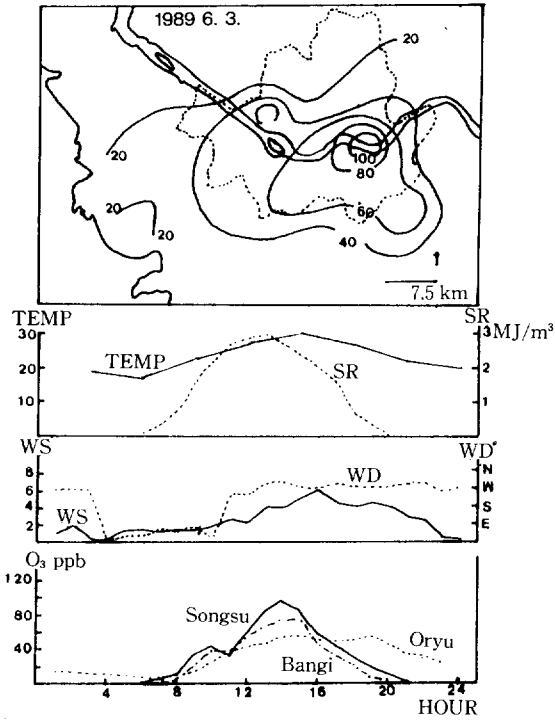 1989 6. 3.
20
20
100
80
20
60
20
40
7.5 km
TEMP SR
30 3 MJ/m³
TEMP
20 SR 2
10 1
WS WD°
8 N
6 WD W
4 WS S
2 E
O₃ ppb
120
80 Songsu
40 Oryu
Bangi
4 8 12 16 20 24
HOUR